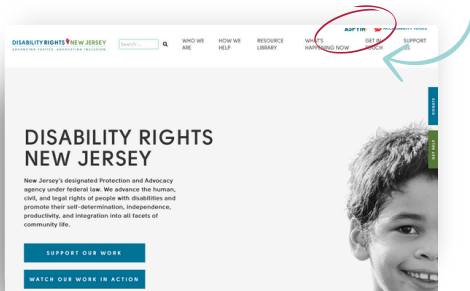 DISABILITY RIGHTS NEW JERSEY
ADVANCING JUSTICE. ADVOCATING INCLUSION.
Search...
WHO WE ARE
HOW WE HELP
RESOURCE LIBRARY
WHAT'S HAPPENING NOW
GET IN TOUCH
SUPPORT
DONATE
GET HELP
DISABILITY RIGHTS
NEW JERSEY
New Jersey's designated Protection and Advocacy
agency under federal law. We advance the human,
civil, and legal rights of people with disabilities and
promote their self-determination, independence,
productivity, and integration into all facets of
community life.
SUPPORT OUR WORK
WATCH OUR WORK IN ACTION